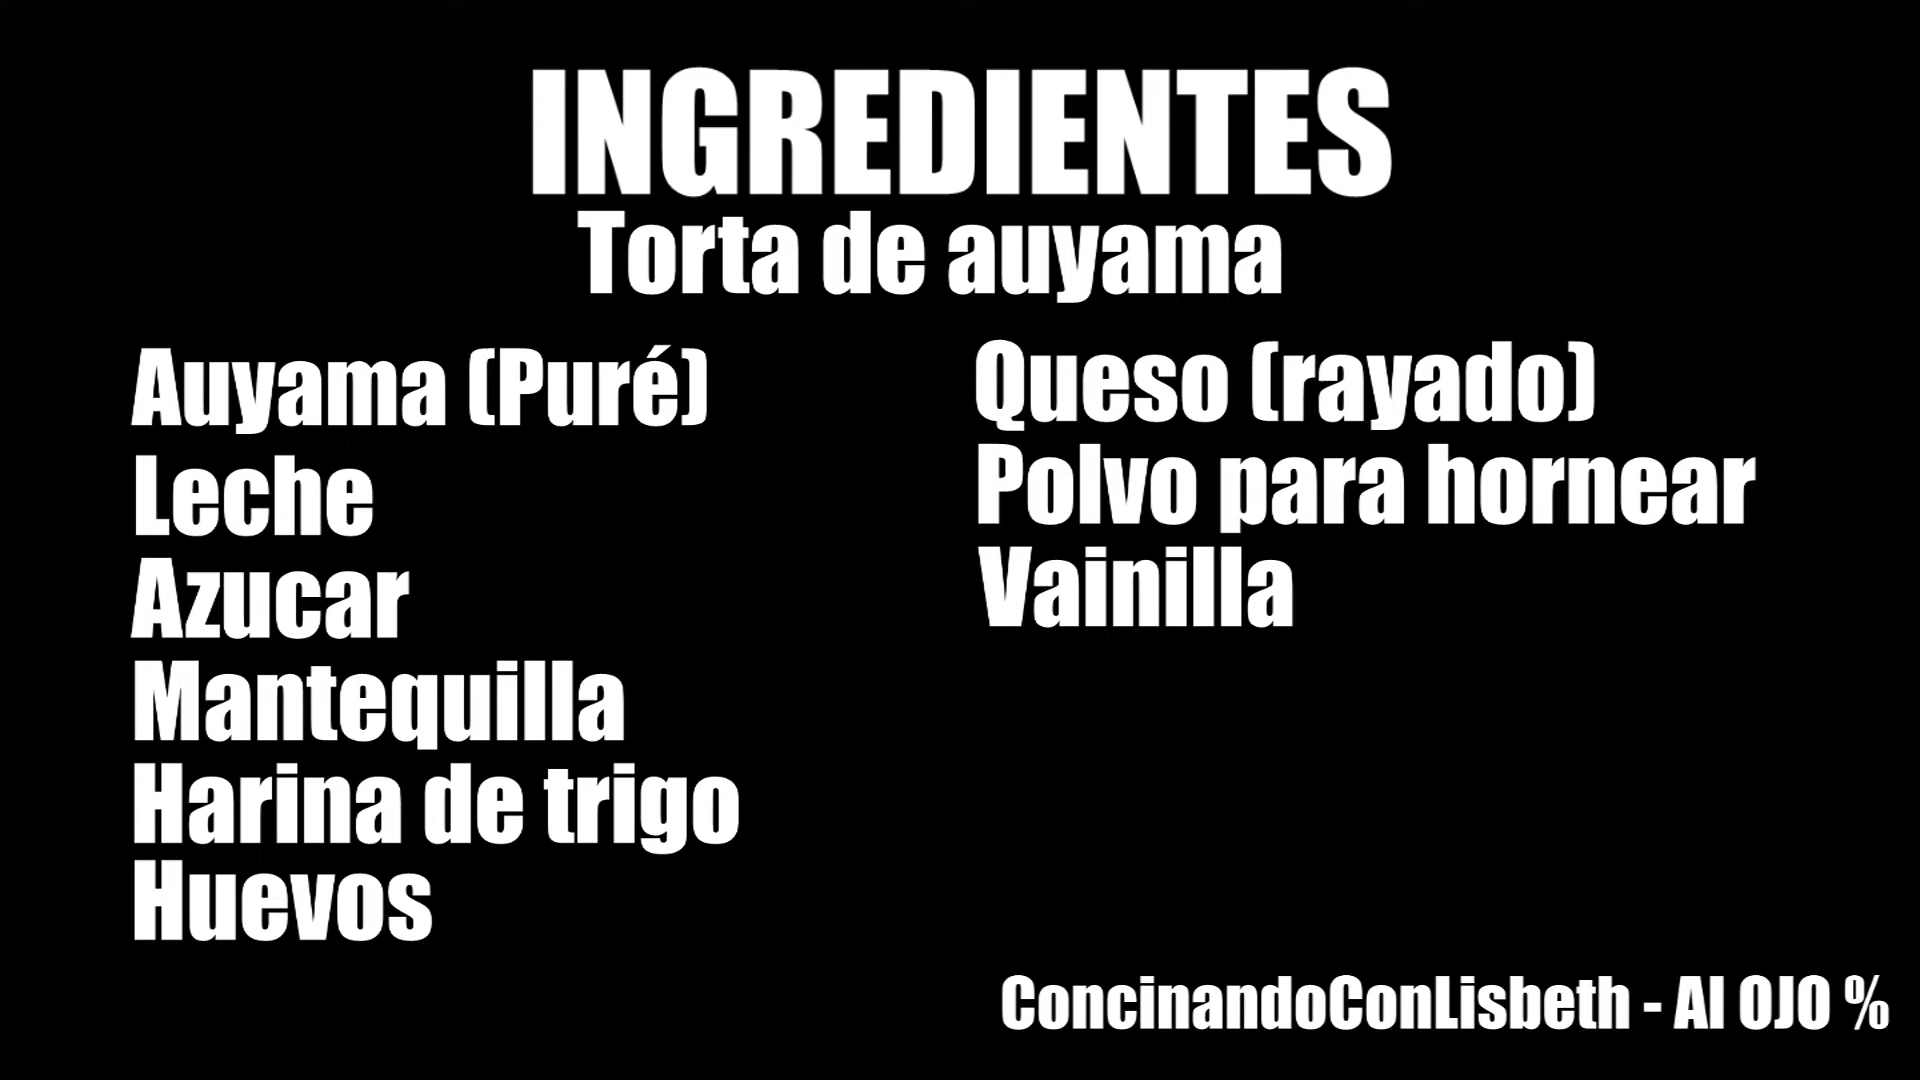 INGREDIENTES
Torta de auyama
Auyama (Puré)
Leche
Azucar
Mantequilla
Harina de trigo
Huevos
Queso (rayado)
Polvo para hornear
Vainilla
ConcinandoConLisbeth - Al OJO %